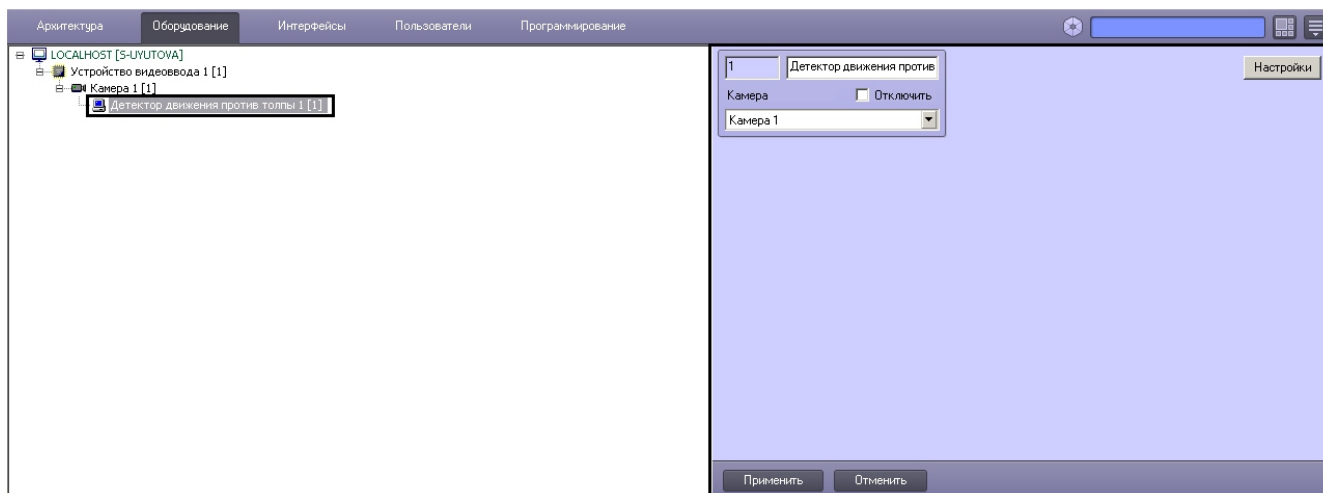 Архитектура Оборудование Интерфейсы Пользователи Программирование
LOCALHOST [S-UYUTOVA]
Устройство видеоввода 1 [1]
Камера 1 [1]
Детектор движения против толпы 1 [1]
1 Детектор движения против Настройки
Камера Отключить
Камера 1
Применить Отменить